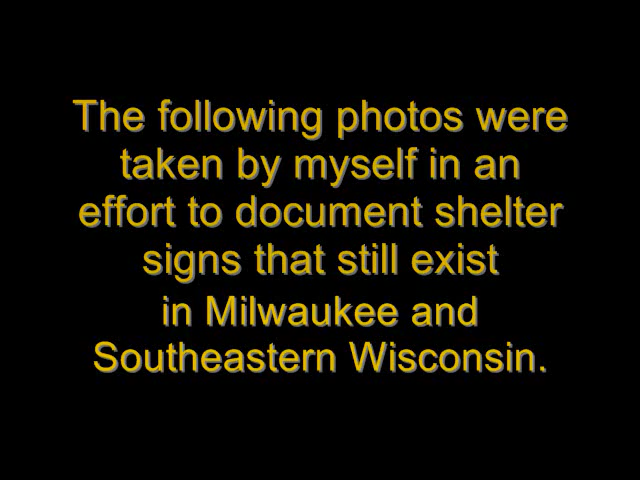 The following photos were
taken by myself in an
effort to document shelter
signs that still exist
in Milwaukee and
Southeastern Wisconsin.